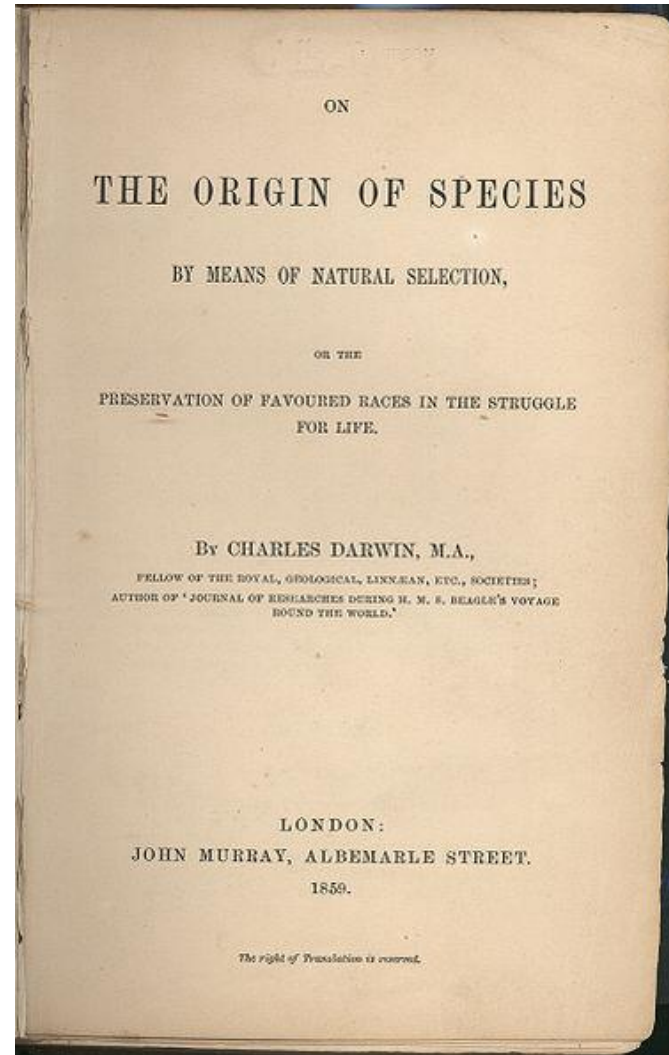 ON
THE ORIGIN OF SPECIES
BY MEANS OF NATURAL SELECTION,
OR THE
PRESERVATION OF FAVOURED RACES IN THE STRUGGLE
FOR LIFE.
BY CHARLES DARWIN, M.A.,
FELLOW OF THE ROYAL, GEOLOGICAL, LINNÆAN, ETC., SOCIETIES;
AUTHOR OF ‘JOURNAL OF RESEARCHES DURING H. M. S. BEAGLE’S VOYAGE
ROUND THE WORLD.’
LONDON:
JOHN MURRAY, ALBEMARLE STREET.
1859.
The right of Translation is reserved.